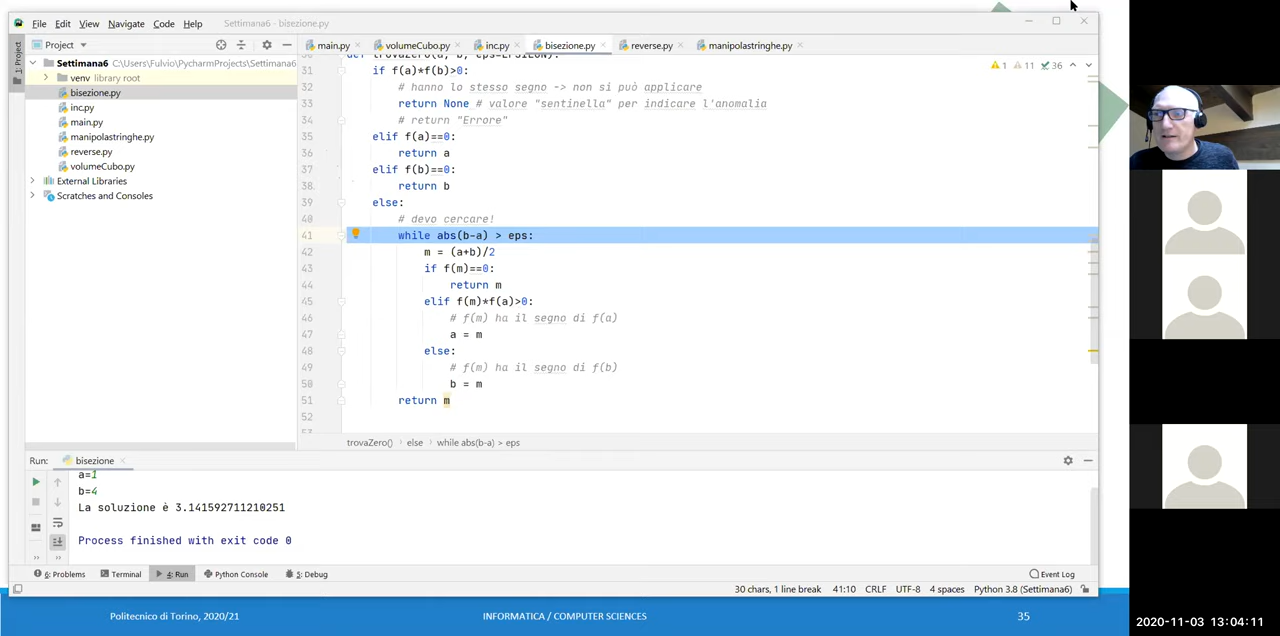 File Edit View Navigate Code Help Settimana6 - bisezione.py
Project
main.py volumeCubo.py inc.py bisezione.py reverse.py manipolastringhe.py
1: Project
Settimana6 C:\Users\Fulvio\PycharmProjects\Settimana6
venv library root
bisezione.py
inc.py
main.py
manipolastringhe.py
reverse.py
volumeCubo.py
External Libraries
Scratches and Consoles
1 11 36
31 if f(a)*f(b)>0:
32 # hanno lo stesso segno -> non si può applicare
33 return None # valore "sentinella" per indicare l'anomalia
34 # return "Errore"
35 elif f(a)==0:
36 return a
37 elif f(b)==0:
38 return b
39 else:
40 # devo cercare!
41 while abs(b-a) > eps:
42 m = (a+b)/2
43 if f(m)==0:
44 return m
45 elif f(m)*f(a)>0:
46 # f(m) ha il segno di f(a)
47 a = m
48 else:
49 # f(m) ha il segno di f(b)
50 b = m
51 return m
52
trovaZero() else while abs(b-a) > eps
Run: bisezione
a=1
b=4
La soluzione è 3.141592711210251
Process finished with exit code 0
6: Problems Terminal 4: Run Python Console 5: Debug Event Log
30 chars, 1 line break 41:10 CRLF UTF-8 4 spaces Python 3.8 (Settimana6)
Politecnico di Torino, 2020/21 INFORMATICA / COMPUTER SCIENCES 35
2020-11-03 13:04:11